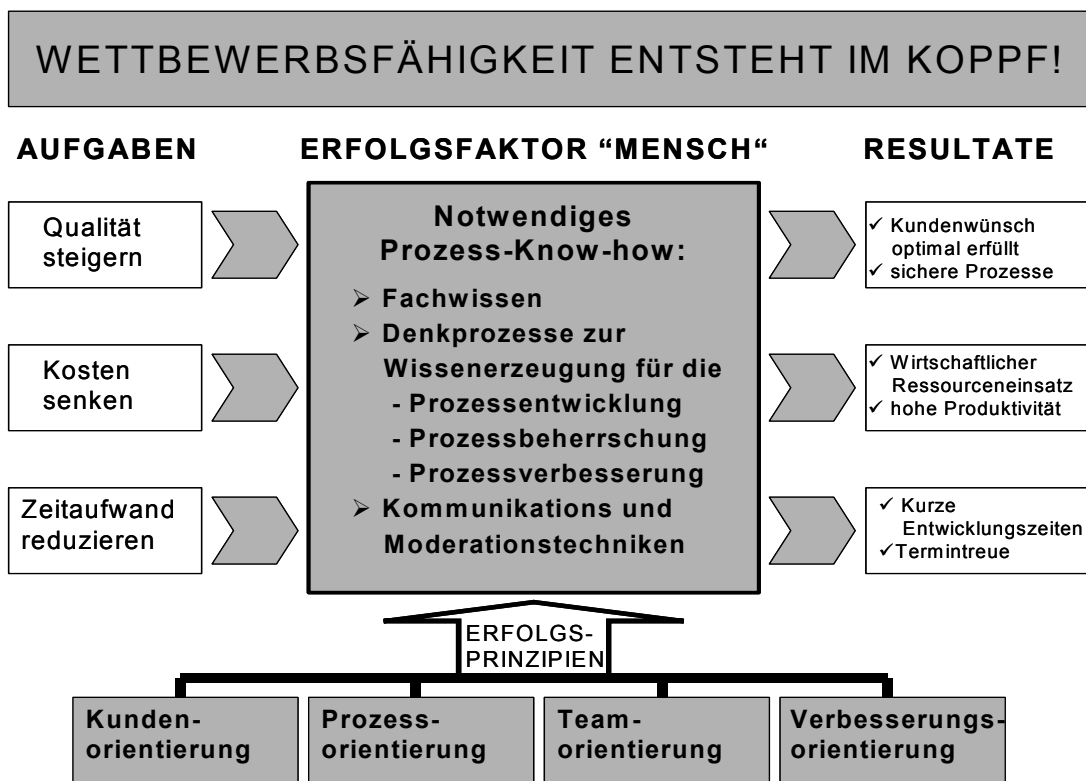 WETTBEWERBSFÄHIGKEIT ENTSTEHT IM KOPPF!
AUFGABEN
ERFOLGSFAKTOR “MENSCH“
RESULTATE
Qualität
steigern
Kosten
senken
Zeitaufwand
reduzieren
Notwendiges
Prozess-Know-how:
➢ Fachwissen
➢ Denkprozesse zur
Wissenerzeugung für die
- Prozessentwicklung
- Prozessbeherrschung
- Prozessverbesserung
➢ Kommunikations und
Moderationstechniken
✓ Kundenwünsch
optimal erfüllt
✓ sichere Prozesse
✓ Wirtschaftlicher
Ressourceneinsatz
✓ hohe Produktivität
✓ Kurze
Entwicklungszeiten
✓Termintreue
ERFOLGS-
PRINZIPIEN
Kunden-
orientierung
Prozess-
orientierung
Team-
orientierung
Verbesserungs-
orientierung